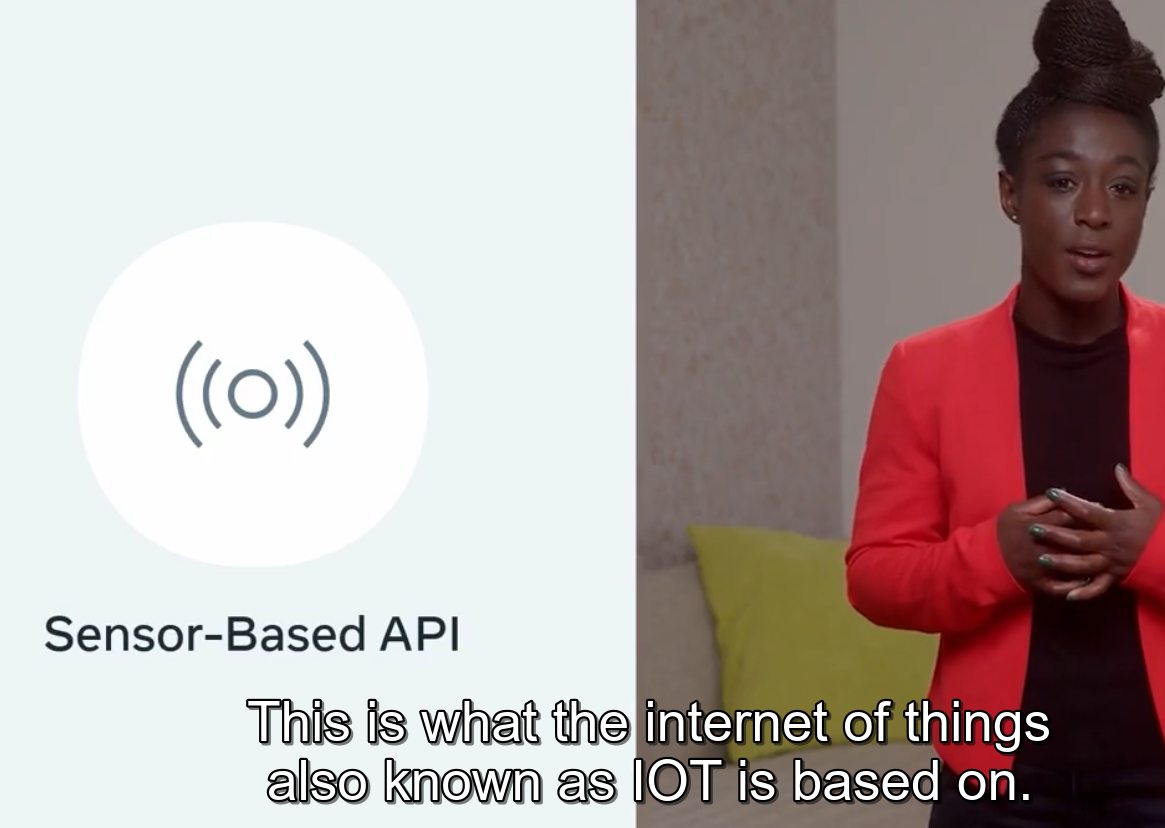 Sensor-Based API
This is what the internet of things
also known as IOT is based on.